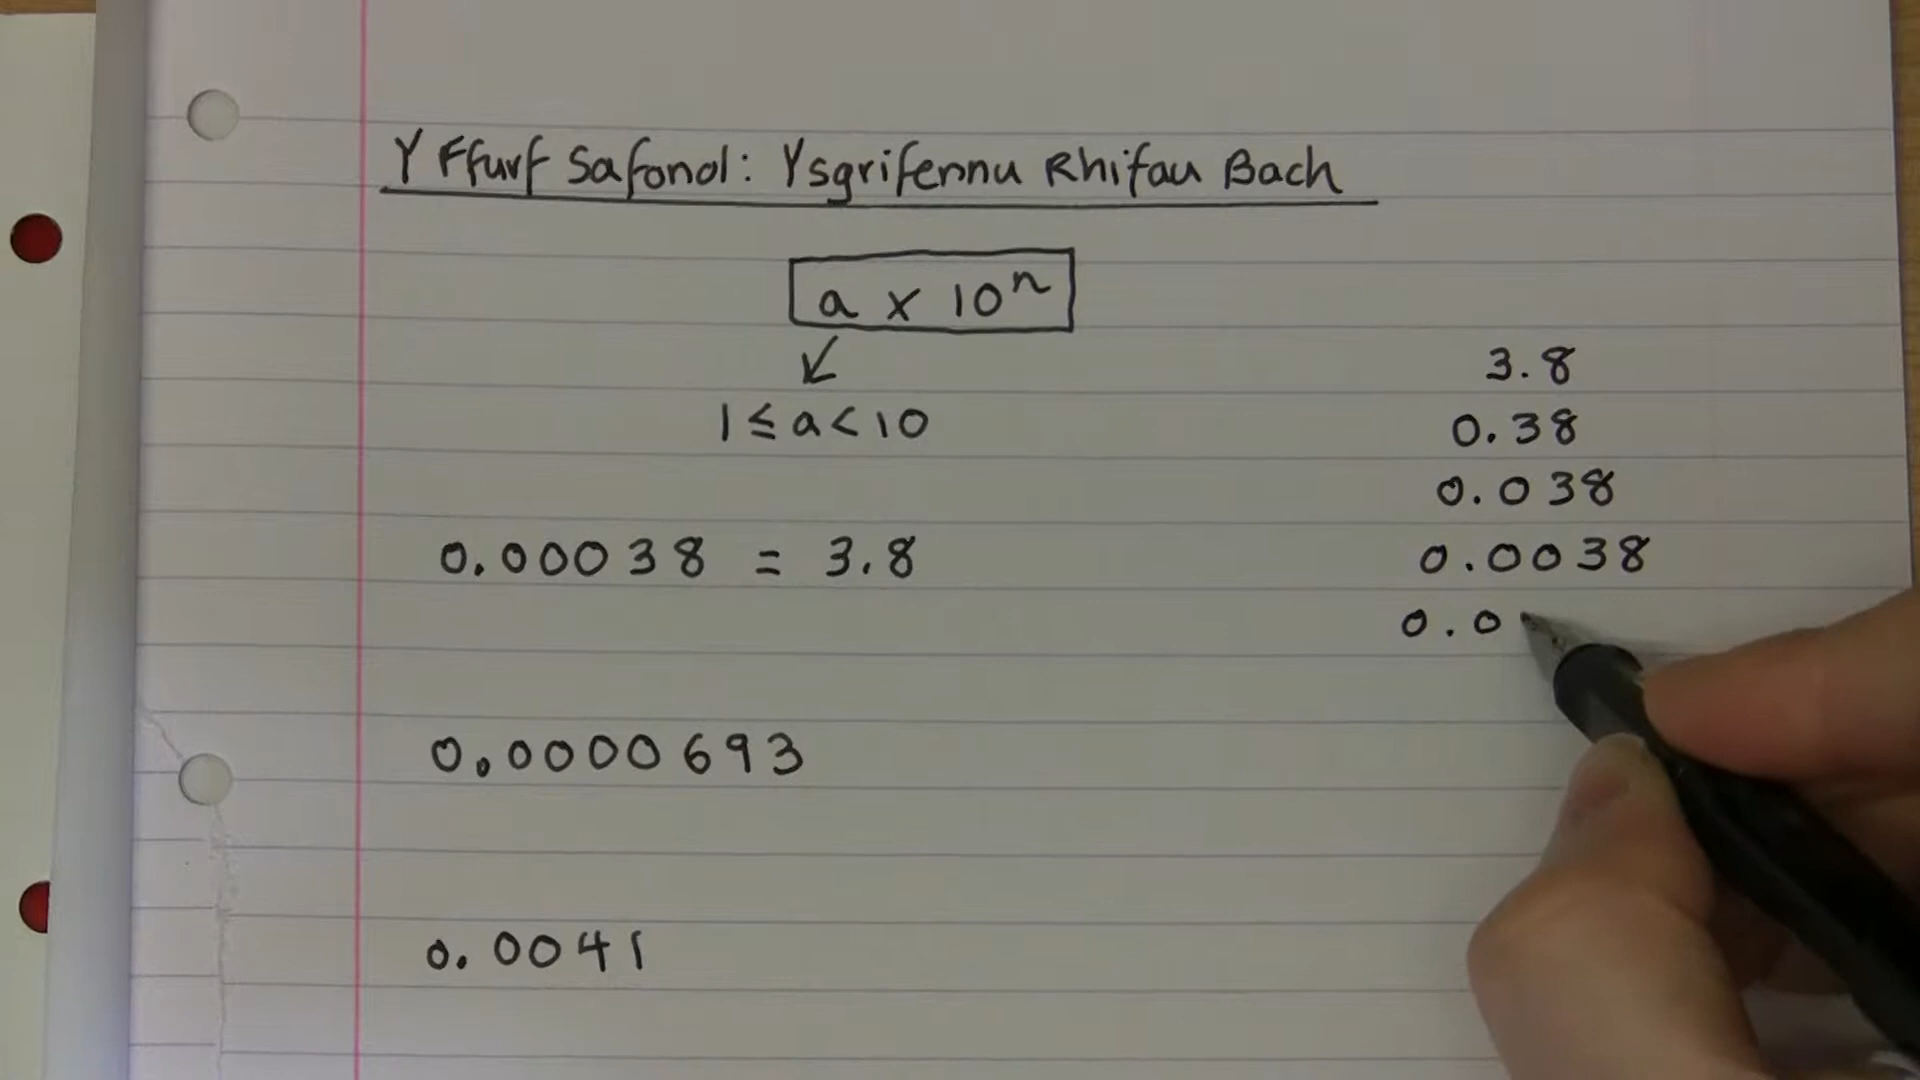 Y Ffurf Safonol: Ysgrifennu Rhifau Bach
a x 10ⁿ
1 ≤ a < 10
0.00038 = 3.8
0.0000693
0.0041
3.8
0.38
0.038
0.0038
0.0